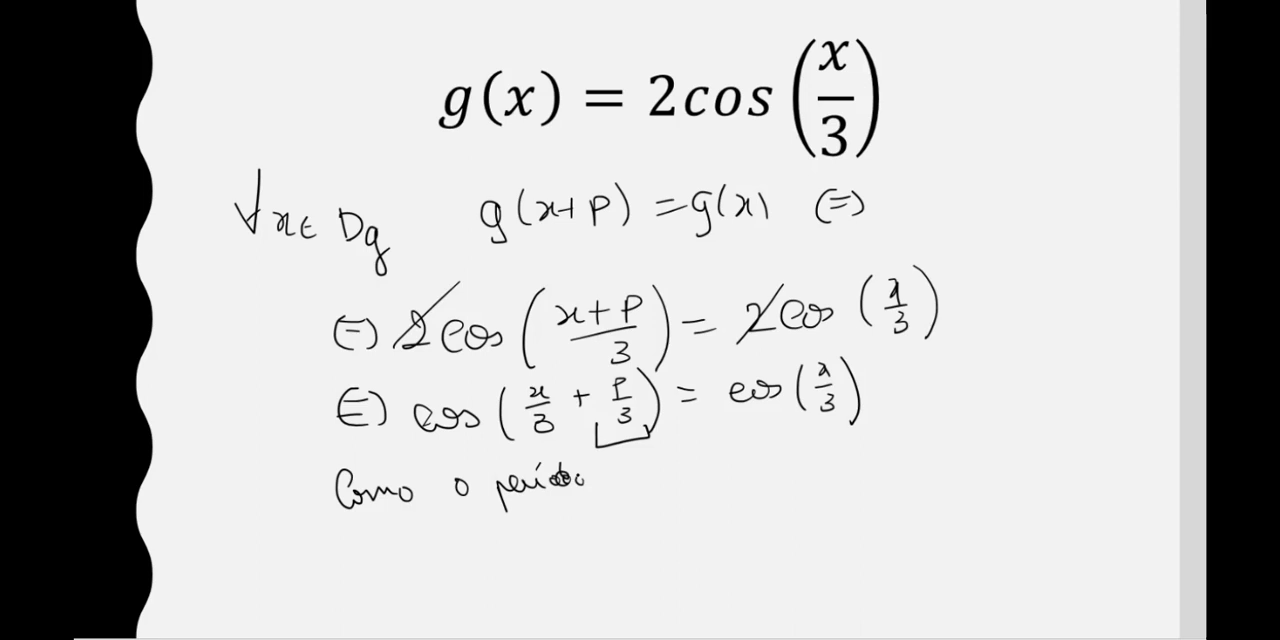 g(x) = 2cos(x/3)
∀x∈ Dg g(x+P) = g(x) (=)
(=) 2cos((x+P)/3) = 2cos(x/3)
(=) cos(x/3 + P/3) = cos(x/3)
Como o período